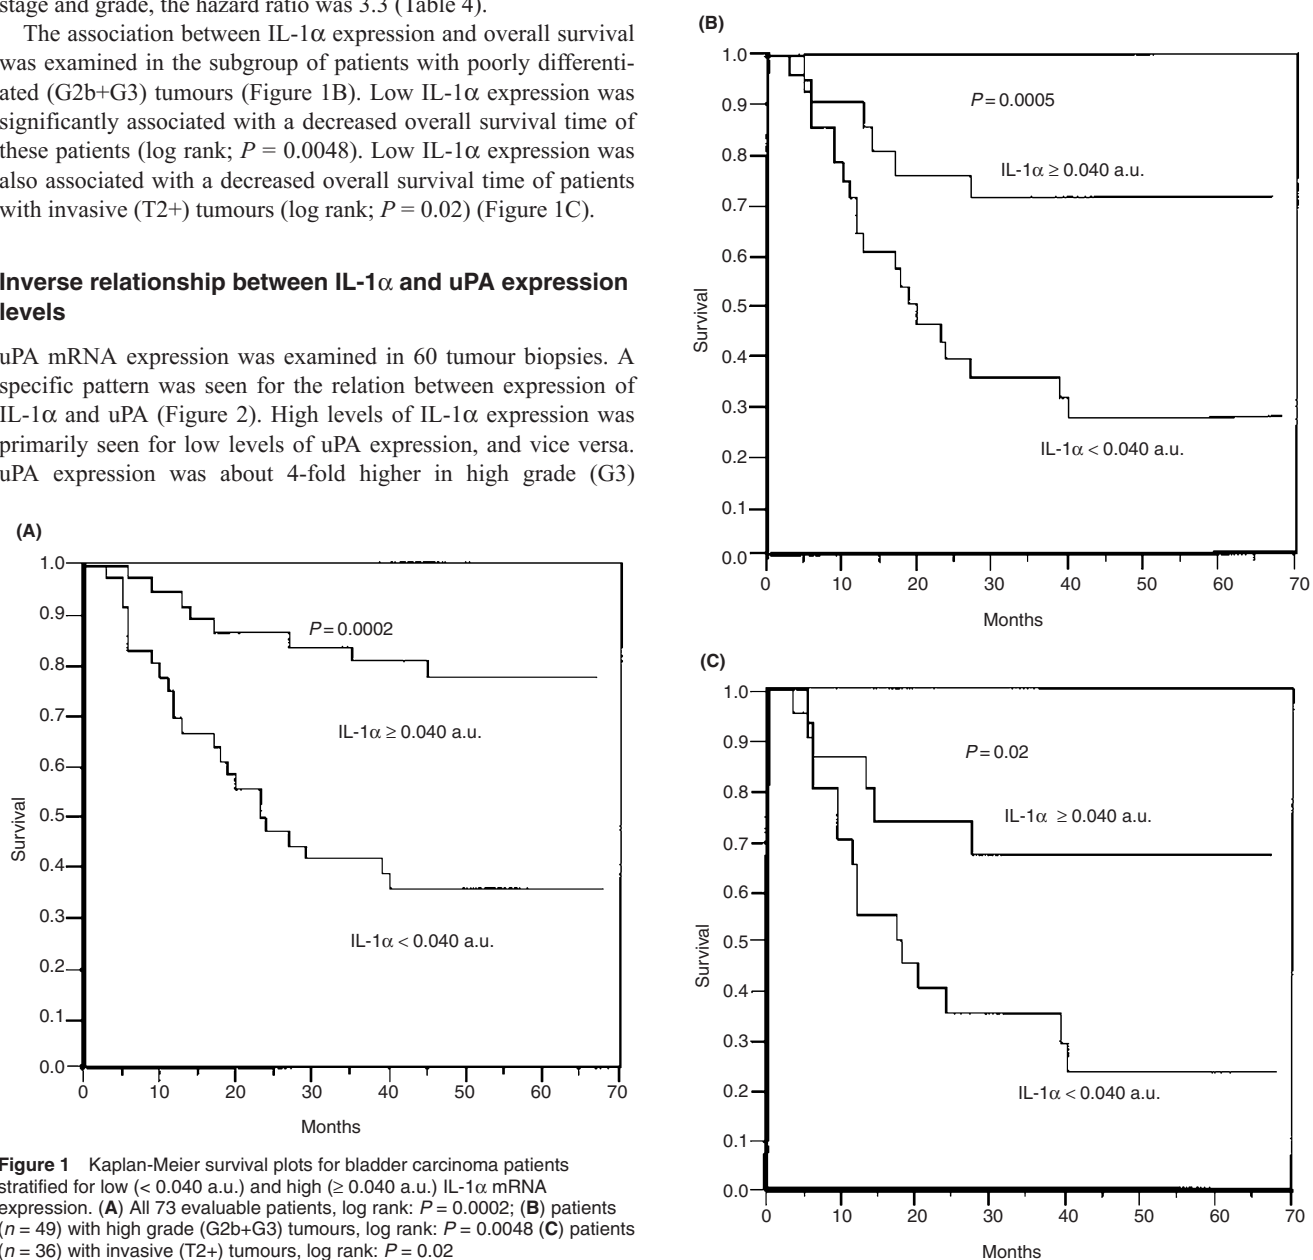 stage and grade, the hazard ratio was 3.3 (Table 4).
The association between IL-1α expression and overall survival
was examined in the subgroup of patients with poorly differenti-
ated (G2b+G3) tumours (Figure 1B). Low IL-1α expression was
significantly associated with a decreased overall survival time of
these patients (log rank; P = 0.0048). Low IL-1α expression was
also associated with a decreased overall survival time of patients
with invasive (T2+) tumours (log rank; P = 0.02) (Figure 1C).
Inverse relationship between IL-1α and uPA expression
levels
uPA mRNA expression was examined in 60 tumour biopsies. A
specific pattern was seen for the relation between expression of
IL-1α and uPA (Figure 2). High levels of IL-1α expression was
primarily seen for low levels of uPA expression, and vice versa.
uPA expression was about 4-fold higher in high grade (G3)
(A)
1.0
0.9
0.8
0.7
0.6
0.5
0.4
0.3
0.2
0.1
0.0
Survival
P = 0.0002
IL-1α ≥ 0.040 a.u.
IL-1α < 0.040 a.u.
0 10 20 30 40 50 60 70
Months
Figure 1 Kaplan-Meier survival plots for bladder carcinoma patients
stratified for low (< 0.040 a.u.) and high (≥ 0.040 a.u.) IL-1α mRNA
expression. (A) All 73 evaluable patients, log rank: P = 0.0002; (B) patients
(n = 49) with high grade (G2b+G3) tumours, log rank: P = 0.0048 (C) patients
(n = 36) with invasive (T2+) tumours, log rank: P = 0.02
(B)
1.0
0.9
0.8
0.7
0.6
0.5
0.4
0.3
0.2
0.1
0.0
Survival
P = 0.0005
IL-1α ≥ 0.040 a.u.
IL-1α < 0.040 a.u.
0 10 20 30 40 50 60 70
Months
(C)
1.0
0.9
0.8
0.7
0.6
0.5
0.4
0.3
0.2
0.1
0.0
Survival
P = 0.02
IL-1α ≥ 0.040 a.u.
IL-1α < 0.040 a.u.
0 10 20 30 40 50 60 70
Months